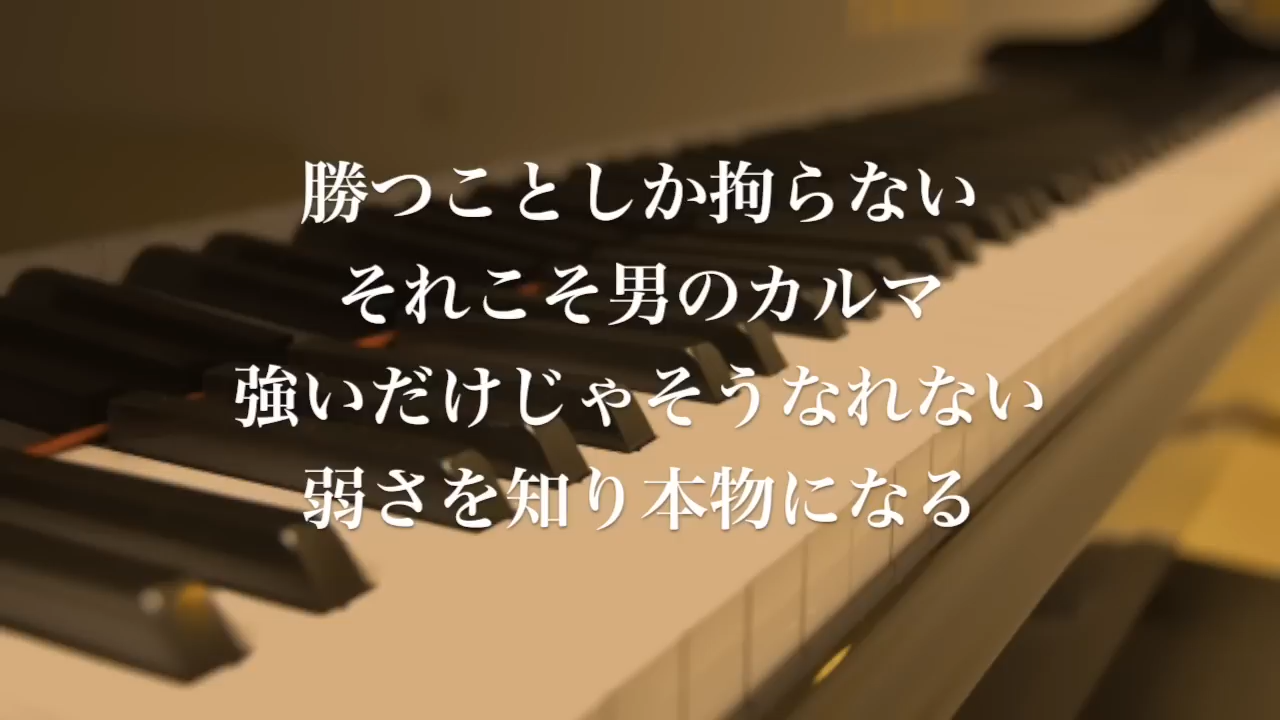 勝つことしか拘らない
それこそ男のカルマ
強いだけじゃそうなれない
弱さを知り本物になる